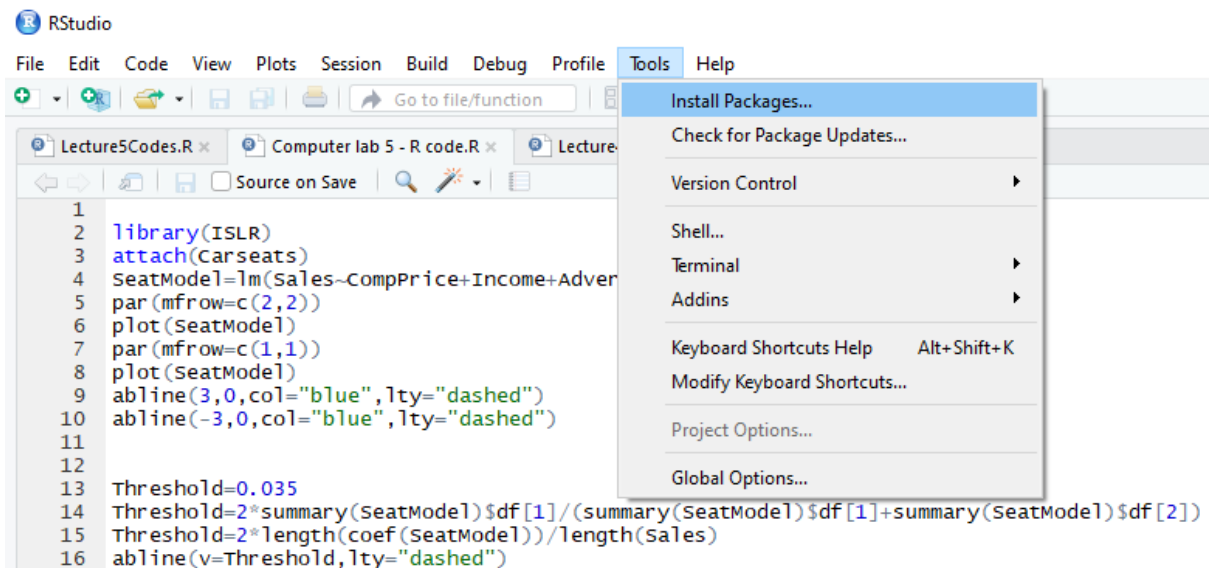 RStudio
File Edit Code View Plots Session Build Debug Profile Tools Help
Go to file/function
Install Packages...
Check for Package Updates...
Version Control
Shell...
Terminal
Addins
Keyboard Shortcuts Help Alt+Shift+K
Modify Keyboard Shortcuts...
Project Options...
Global Options...
Lecture5Codes.R × Computer lab 5 - R code.R × Lecture
Source on Save
1
2 library(ISLR)
3 attach(Carseats)
4 SeatModel=lm(Sales~CompPrice+Income+Adver
5 par(mfrow=c(2,2))
6 plot(SeatModel)
7 par(mfrow=c(1,1))
8 plot(SeatModel)
9 abline(3,0,col="blue",lty="dashed")
10 abline(-3,0,col="blue",lty="dashed")
11
12
13 Threshold=0.035
14 Threshold=2*summary(SeatModel)$df[1]/(summary(SeatModel)$df[1]+summary(SeatModel)$df[2])
15 Threshold=2*length(coef(SeatModel))/length(Sales)
16 abline(v=Threshold,lty="dashed")